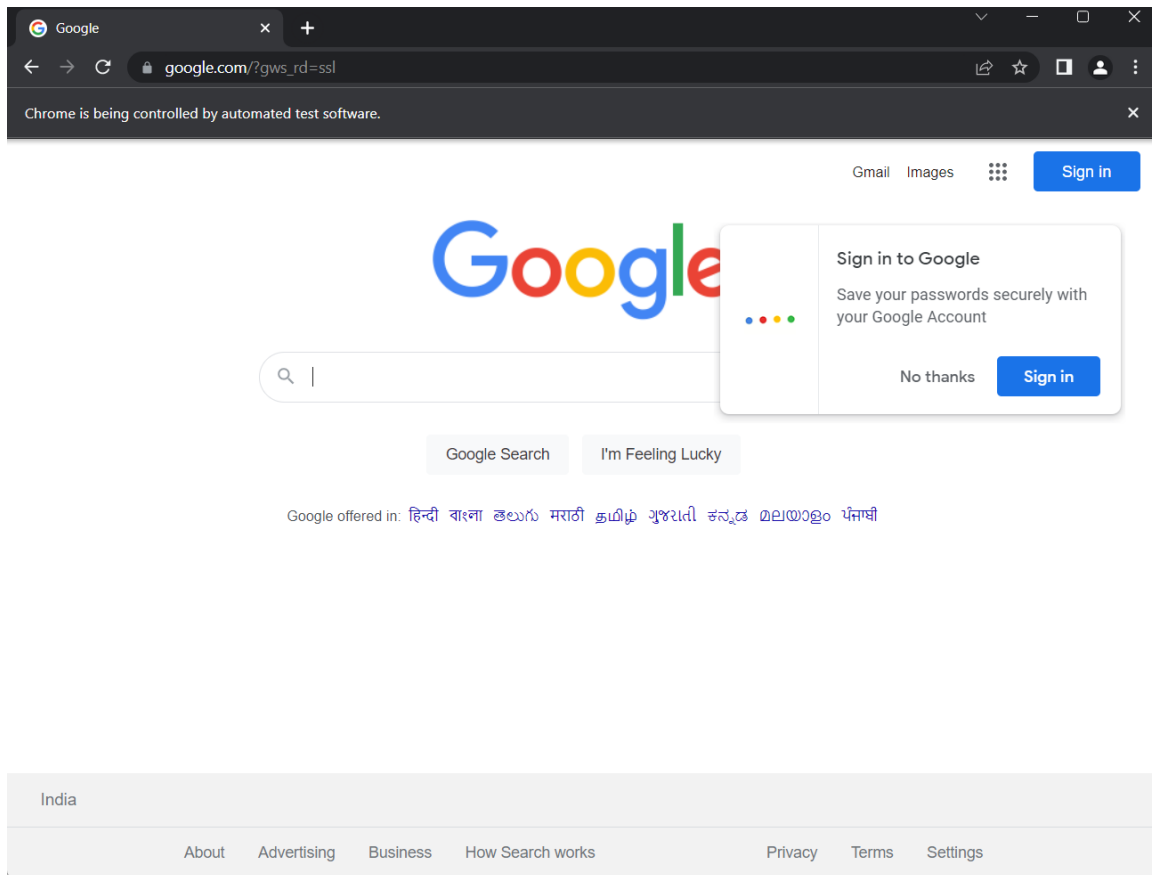 Google
google.com/?gws_rd=ssl
Chrome is being controlled by automated test software.
Gmail Images Sign in
Google
Sign in to Google
Save your passwords securely with
your Google Account
No thanks Sign in
Google Search I'm Feeling Lucky
Google offered in: हिन्दी বাংলা తెలుగు मराठी தமிழ் ગુજરાતી ಕನ್ನಡ മലയാളം ਪੰਜਾਬੀ
India
About Advertising Business How Search works Privacy Terms Settings